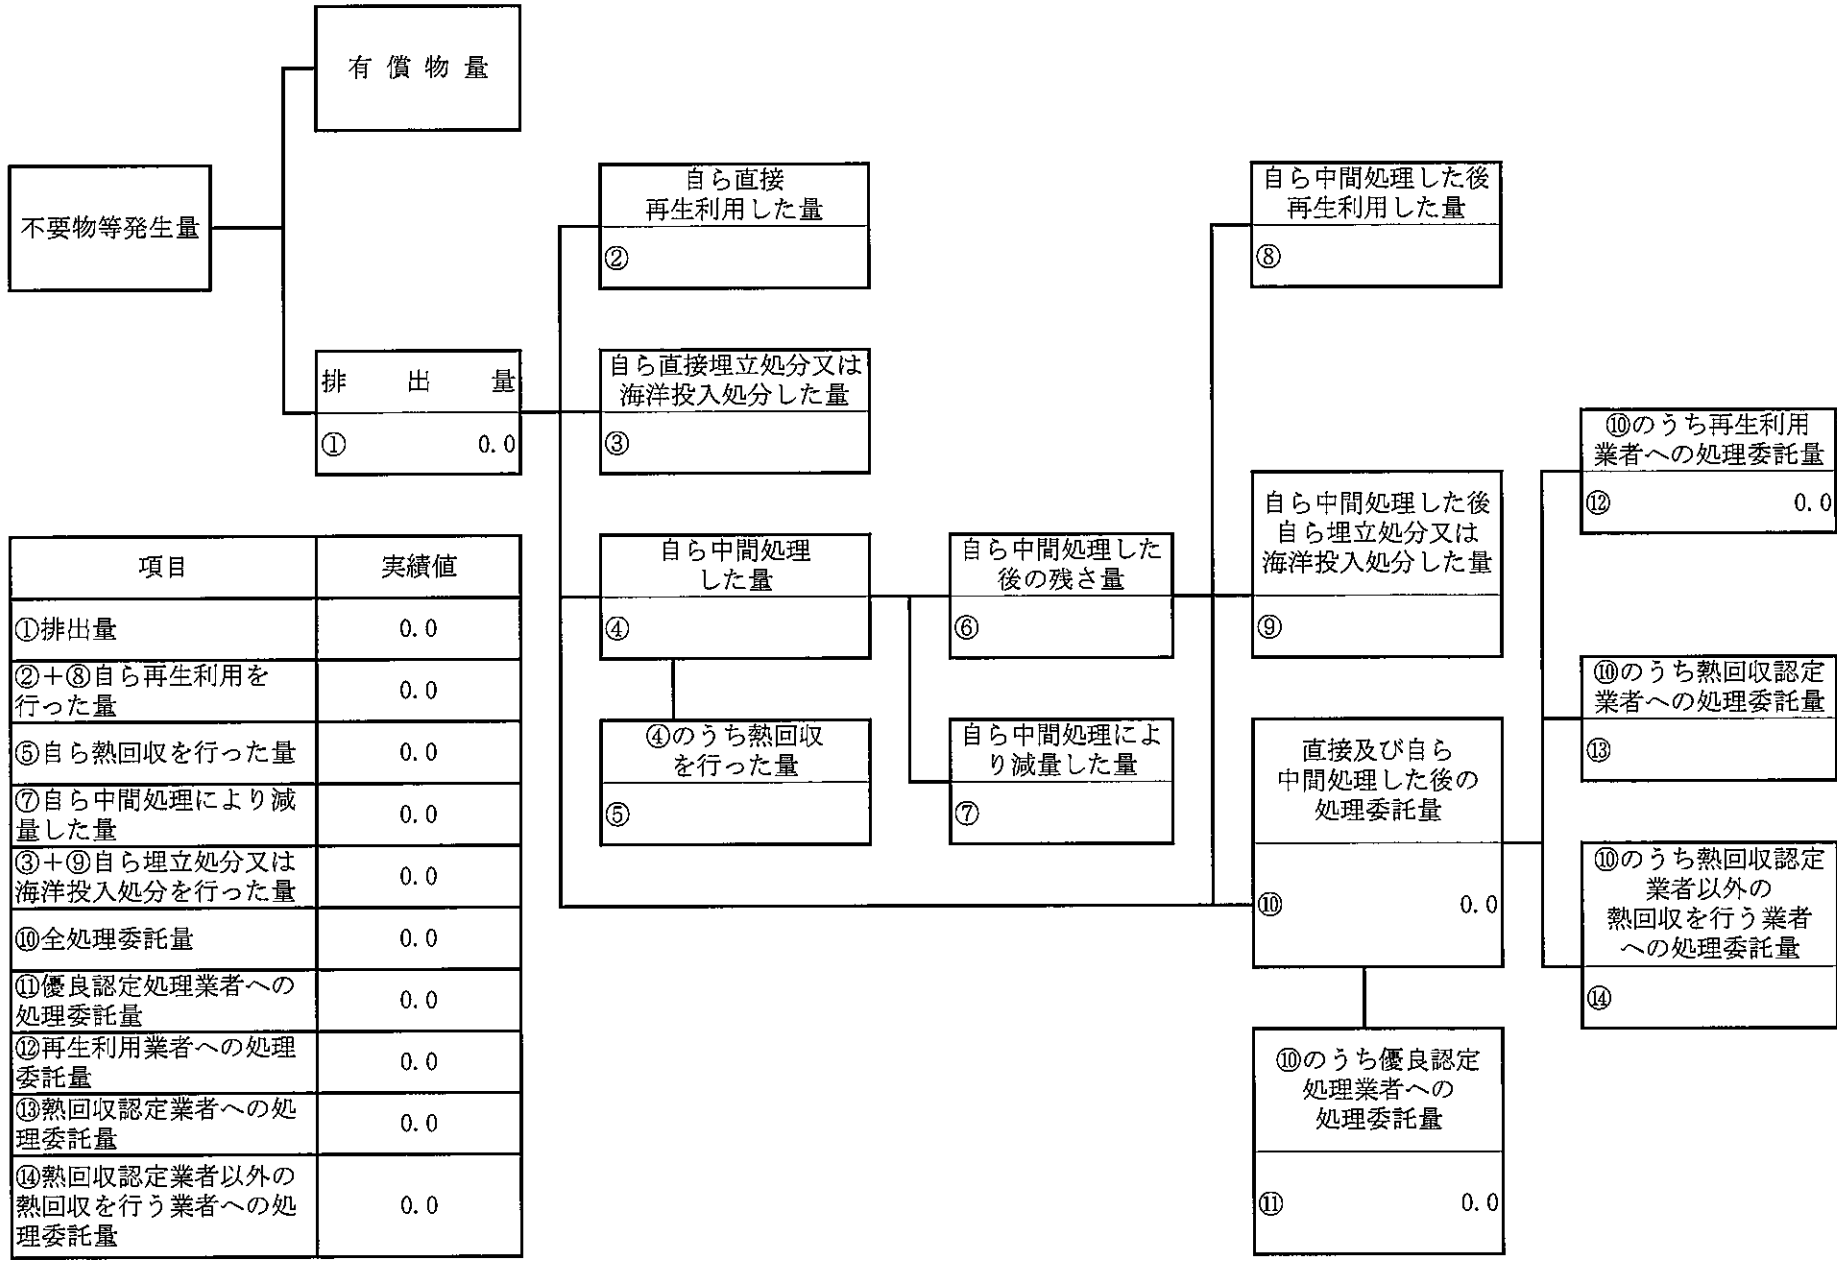 有償物量
不要物等発生量
排出量
① 0.0
自ら直接
再生利用した量
②
自ら直接埋立処分又は
海洋投入処分した量
③
自ら中間処理
した量
④
④のうち熱回収
を行った量
⑤
自ら中間処理した
後の残さ量
⑥
自ら中間処理によ
り減量した量
⑦
自ら中間処理した後
再生利用した量
⑧
自ら中間処理した後
自ら埋立処分又は
海洋投入処分した量
⑨
直接及び自ら
中間処理した後の
処理委託量
⑩ 0.0
⑩のうち優良認定
処理業者への
処理委託量
⑪ 0.0
⑩のうち再生利用
業者への処理委託量
⑫ 0.0
⑩のうち熱回収認定
業者への処理委託量
⑬
⑩のうち熱回収認定
業者以外の
熱回収を行う業者
への処理委託量
⑭
項目 実績値
①排出量 0.0
②+⑧自ら再生利用を
行った量 0.0
⑤自ら熱回収を行った量 0.0
⑦自ら中間処理により減
量した量 0.0
③+⑨自ら埋立処分又は
海洋投入処分を行った量 0.0
⑩全処理委託量 0.0
⑪優良認定処理業者への
処理委託量 0.0
⑫再生利用業者への処理
委託量 0.0
⑬熱回収認定業者への処
理委託量 0.0
⑭熱回収認定業者以外の
熱回収を行う業者への処
理委託量 0.0